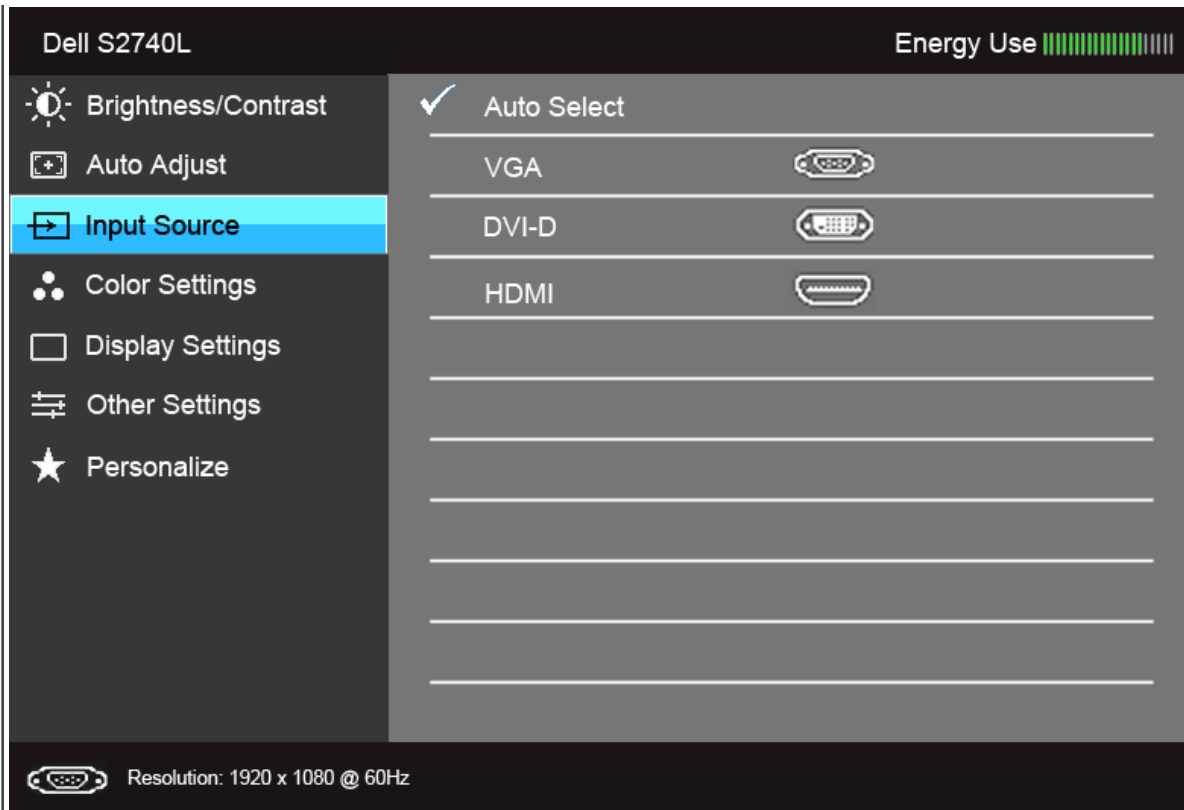 Dell S2740L
Energy Use
Brightness/Contrast
Auto Adjust
Input Source
Color Settings
Display Settings
Other Settings
Personalize
Auto Select
VGA
DVI-D
HDMI
Resolution: 1920 x 1080 @ 60Hz